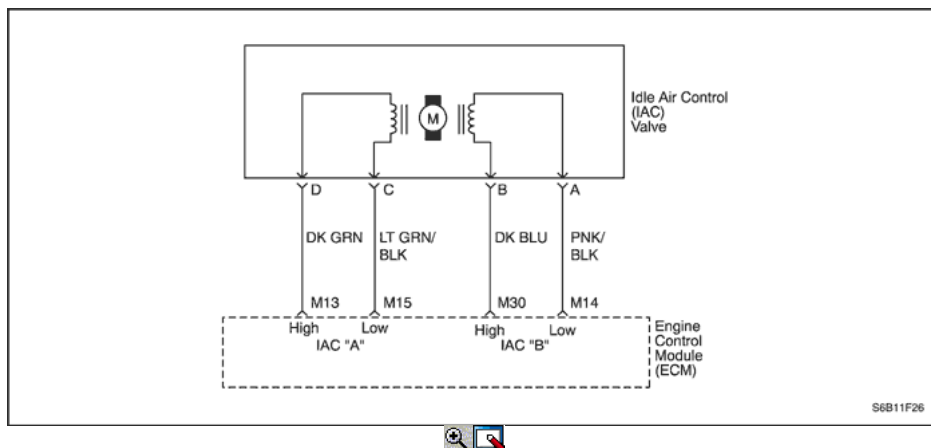 Idle Air Control
(IAC)
Valve
M
D
C
B
A
DK GRN
LT GRN/
BLK
DK BLU
PNK/
BLK
M13
M15
M30
M14
High
Low
High
Low
IAC "A"
IAC "B"
Engine
Control
Module
(ECM)
S6B11F26